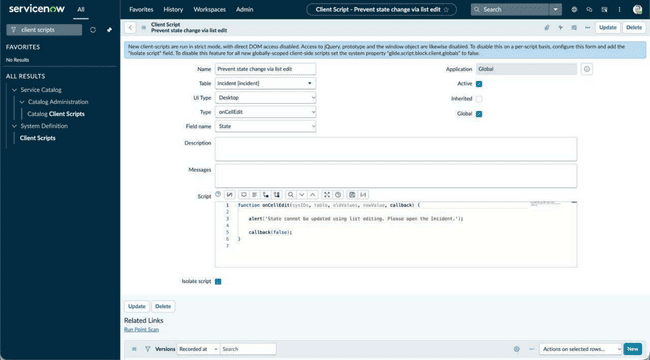 servicenow
All
Favorites
History
Workspaces
Admin
Client Script - Prevent state change via list edit
Search
client scripts
FAVORITES
No Results
ALL RESULTS
Service Catalog
Catalog Administration
Catalog Client Scripts
System Definition
Client Scripts
Client Script
Prevent state change via list edit
Update
Delete
New client-scripts are run in strict mode, with direct DOM access disabled. Access to jQuery, prototype and the window object are likewise disabled. To disable this on a per-script basis, configure this form and add the
"Isolate script" field. To disable this feature for all new globally-scoped client-side scripts set the system property "glide.script.block.client.globals" to false.
Name
Prevent state change via list edit
Application
Global
Table
Incident [incident]
Active
UI Type
Desktop
Inherited
Type
onCellEdit
Global
Field name
State
Description
Messages
Script
1 function onCellEdit(sysIDs, table, oldValues, newValue, callback) {
2
3 alert('State cannot be updated using list editing. Please open the Incident.');
4
5 callback(false);
6 }
7
Isolate script
Update
Delete
Related Links
Run Point Scan
Versions
Recorded at
Search
Actions on selected rows...
New